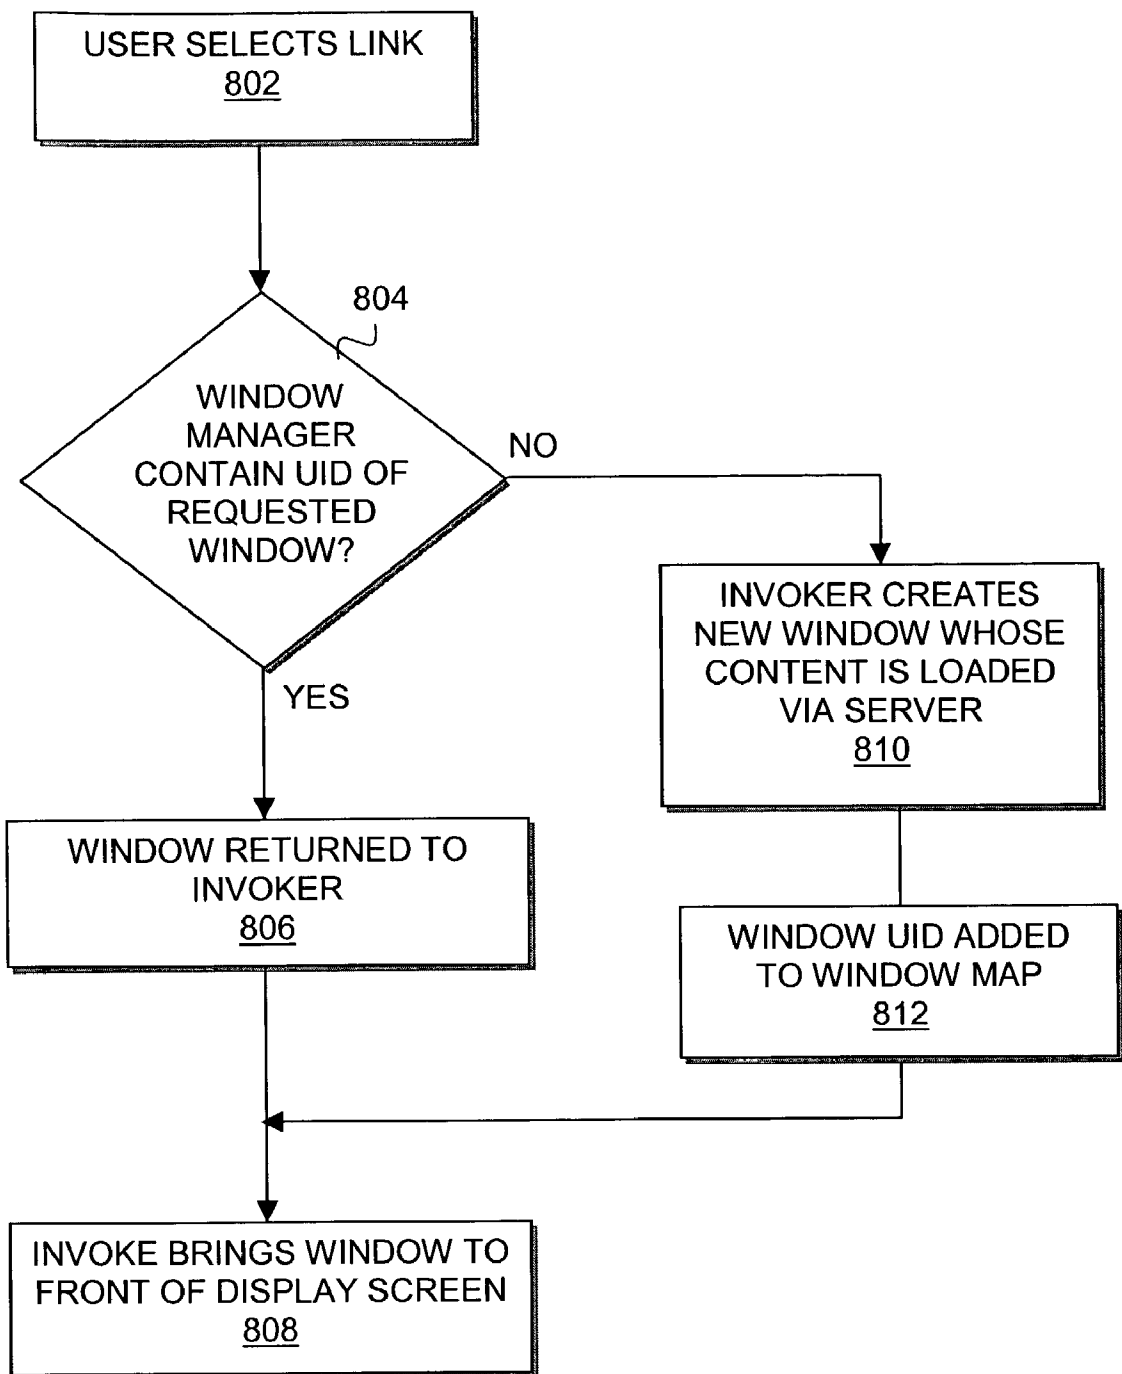 USER SELECTS LINK
802
804
WINDOW
MANAGER
CONTAIN UID OF
REQUESTED
WINDOW?
NO
YES
INVOKER CREATES
NEW WINDOW WHOSE
CONTENT IS LOADED
VIA SERVER
810
WINDOW RETURNED TO
INVOKER
806
WINDOW UID ADDED
TO WINDOW MAP
812
INVOKE BRINGS WINDOW TO
FRONT OF DISPLAY SCREEN
808